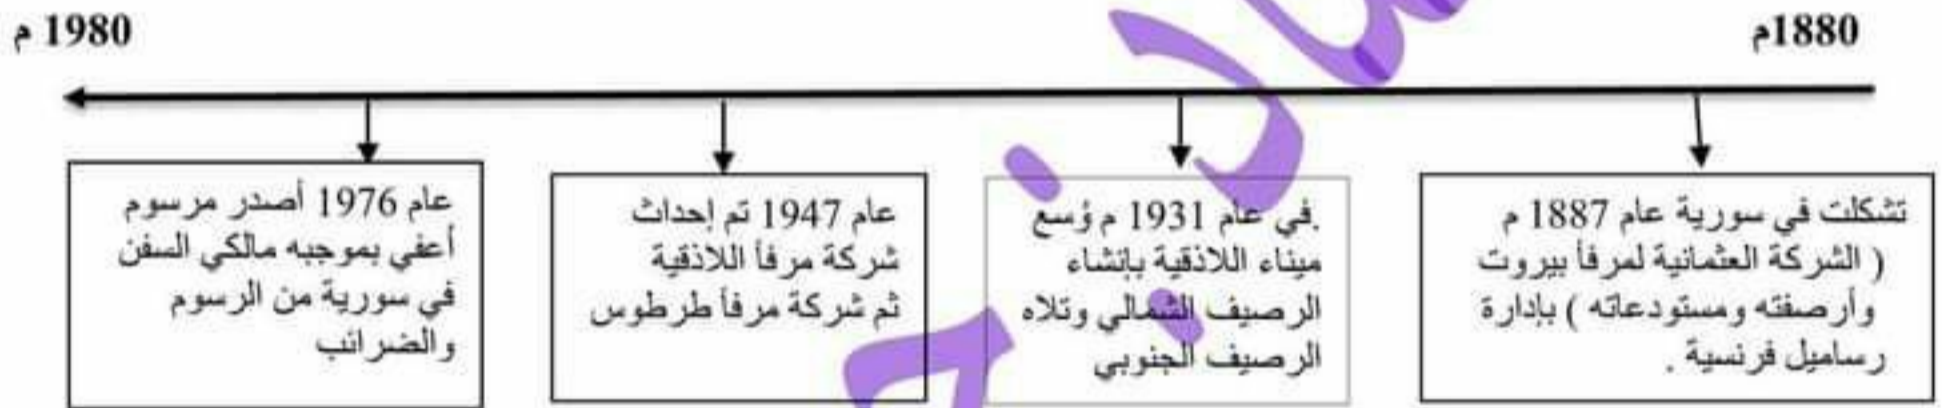 1880م
1980 م
تشكلت في سورية عام 1887 م
( الشركة العثمانية لمرفأ بيروت
وأرصفته ومستودعاته ) بإدارة
رساميل فرنسية .
.في عام 1931 م وُسع
ميناء اللاذقية بإنشاء
الرصيف الشمالي وتلاه
الرصيف الجنوبي
عام 1947 تم إحداث
شركة مرفأ اللاذقية
ثم شركة مرفأ طرطوس
عام 1976 أصدر مرسوم
أعفي بموجبه مالكي السفن
في سورية من الرسوم
والضرائب